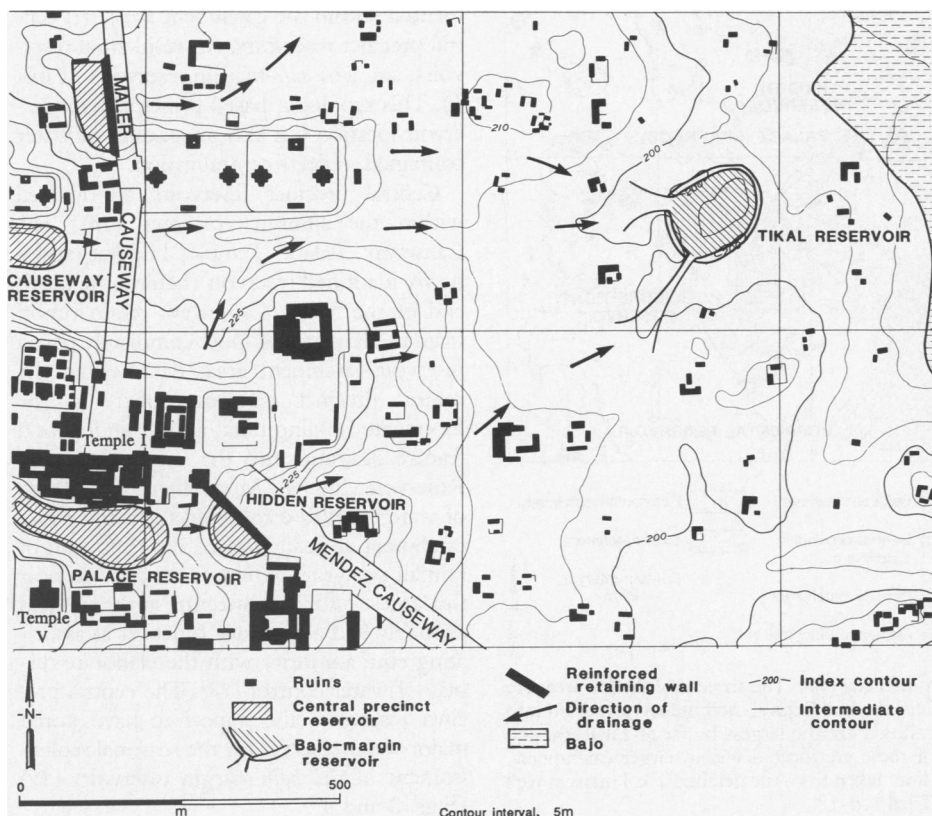 MALER
CAUSEWAY
210
200
200
TIKAL RESERVOIR
CAUSEWAY
RESERVOIR
225
Temple I
225
HIDDEN RESERVOIR
PALACE RESERVOIR
MENDEZ CAUSEWAY
200
Temple
V
N
Ruins
Central precinct
reservoir
Bajo-margin
reservoir
Reinforced
retaining wall
Direction of
drainage
Bajo
-200- Index contour
Intermediate
contour
0 500
m
Contour interval, 5m